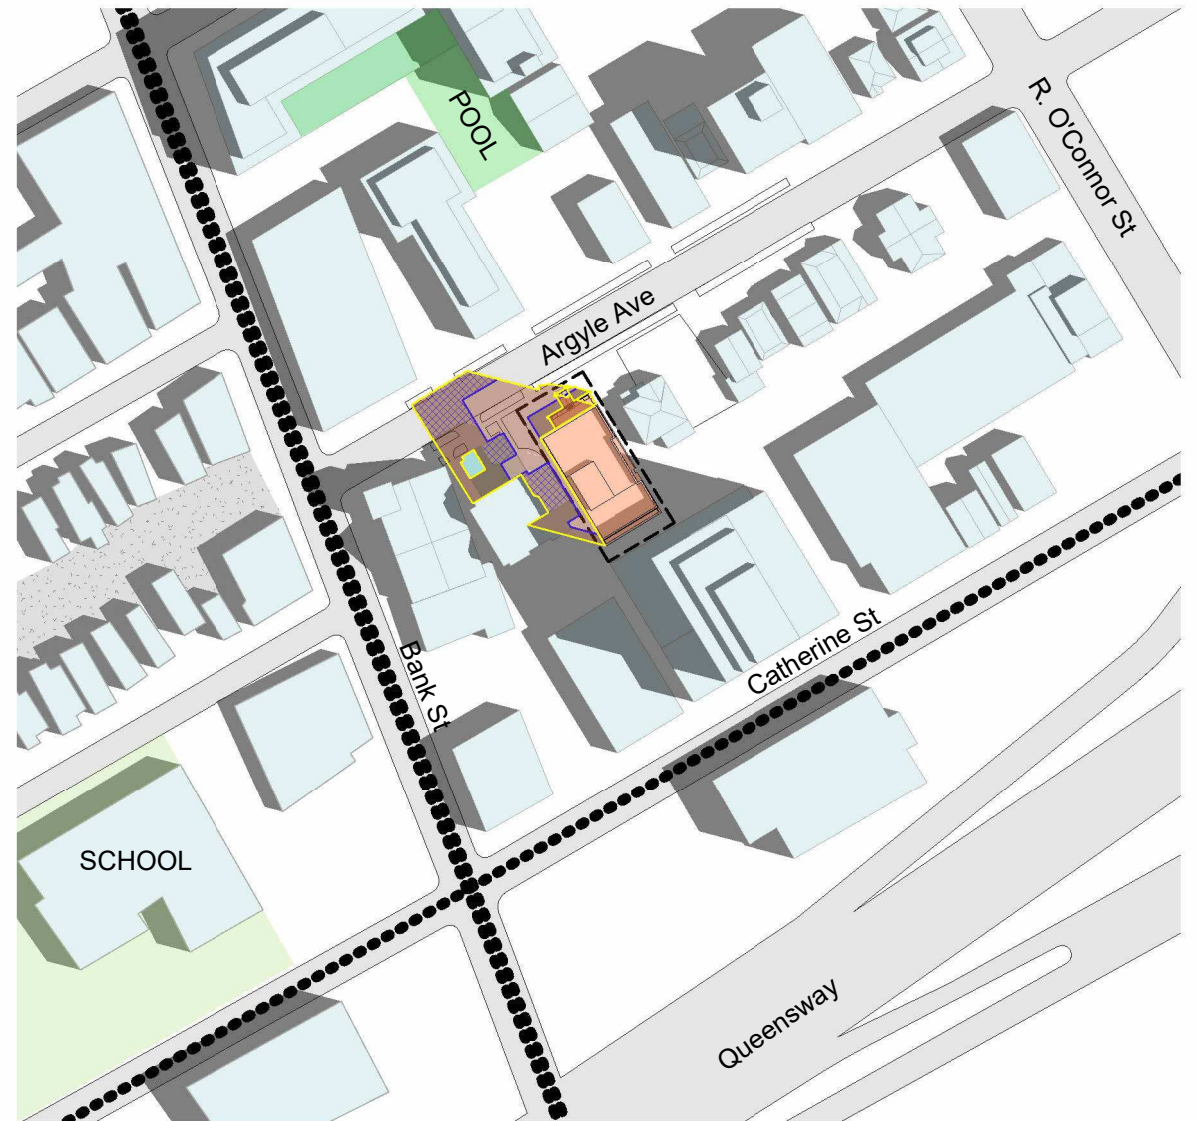 POOL
R. O'Connor St
Argyle Ave
Bank St
Catherine St
SCHOOL
Queensway